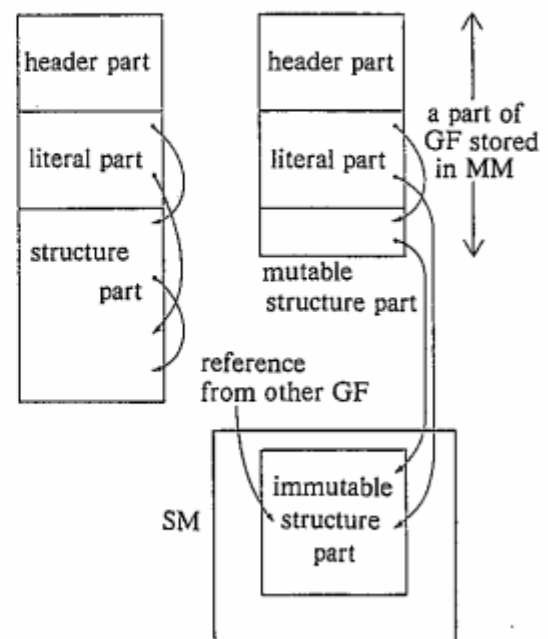 header part
literal part
structure
part
header part
literal part
a part of
GF stored
in MM
mutable
structure part
reference
from other GF
SM
immutable
structure
part